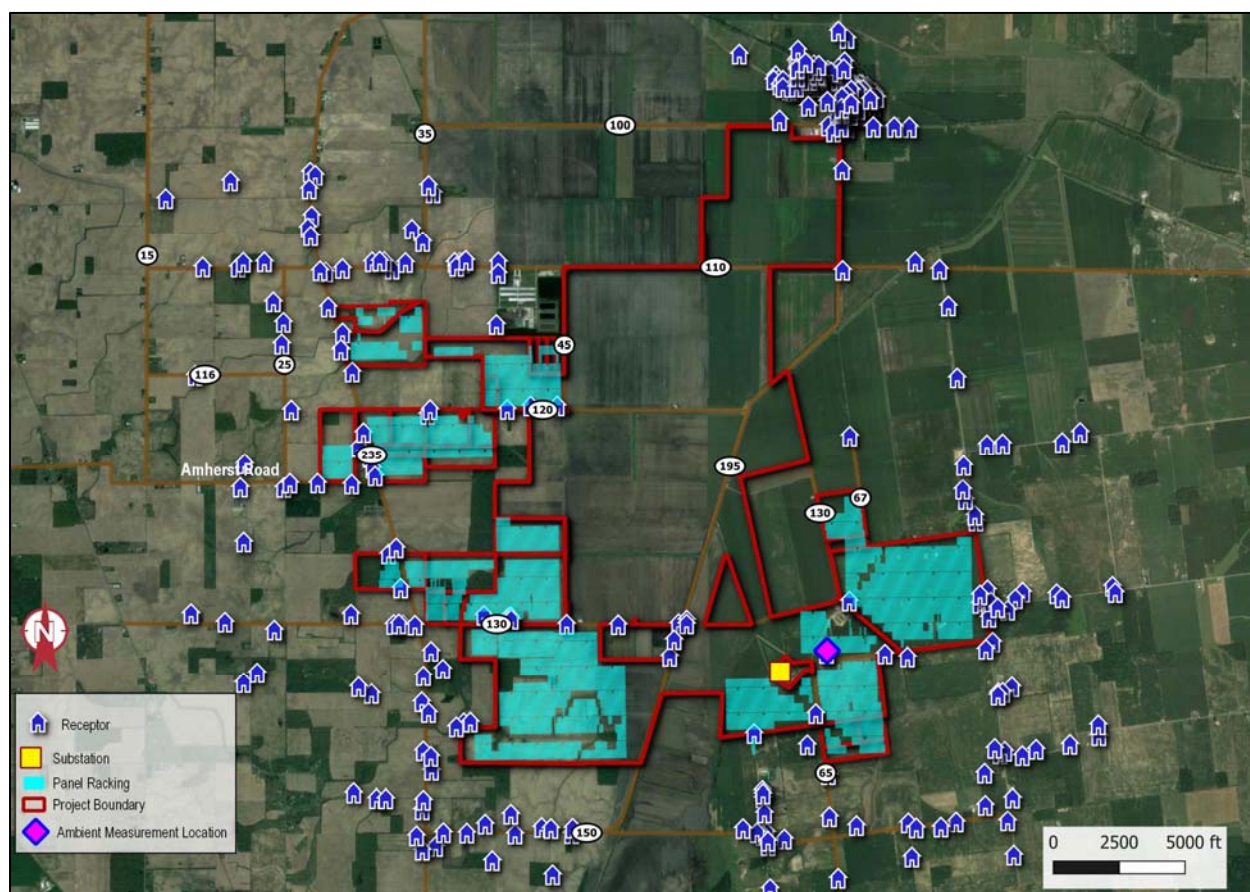 100
35
15
110
45
25
116
120
195
235
Amherst Road
67
130
130
N
Receptor
Substation
Panel Racking
Project Boundary
Ambient Measurement Location
65
150
0 2500 5000 ft